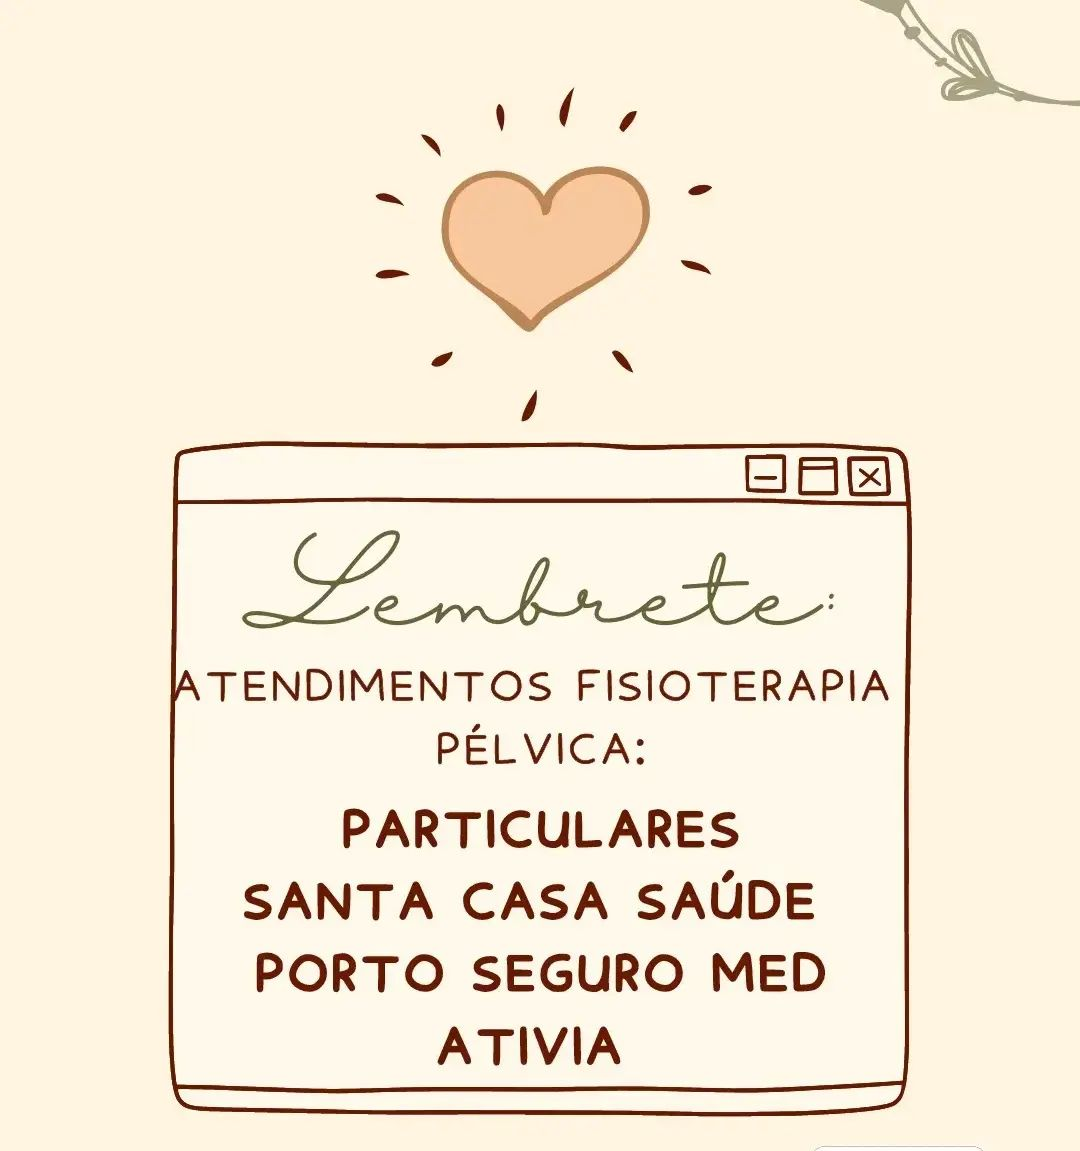 Lembrete:
ATENDIMENTOS FISIOTERAPIA
PÉLVICA:
PARTICULARES
SANTA CASA SAÚDE
PORTO SEGURO MED
ATIVIA